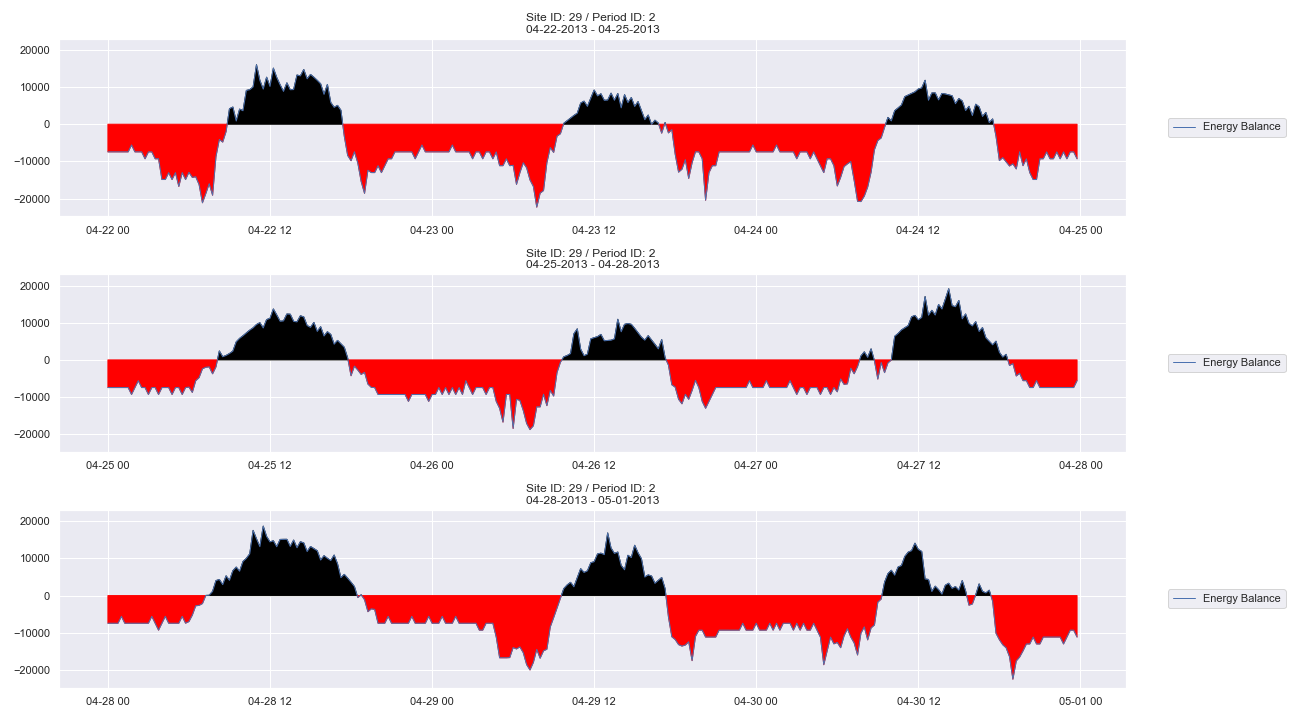 Site ID: 29 / Period ID: 2
04-22-2013 - 04-25-2013
20000
10000
0
−10000
−20000
04-22 00 04-22 12 04-23 00 04-23 12 04-24 00 04-24 12 04-25 00
Energy Balance
Site ID: 29 / Period ID: 2
04-25-2013 - 04-28-2013
20000
10000
0
−10000
−20000
04-25 00 04-25 12 04-26 00 04-26 12 04-27 00 04-27 12 04-28 00
Energy Balance
Site ID: 29 / Period ID: 2
04-28-2013 - 05-01-2013
20000
10000
0
−10000
−20000
04-28 00 04-28 12 04-29 00 04-29 12 04-30 00 04-30 12 05-01 00
Energy Balance